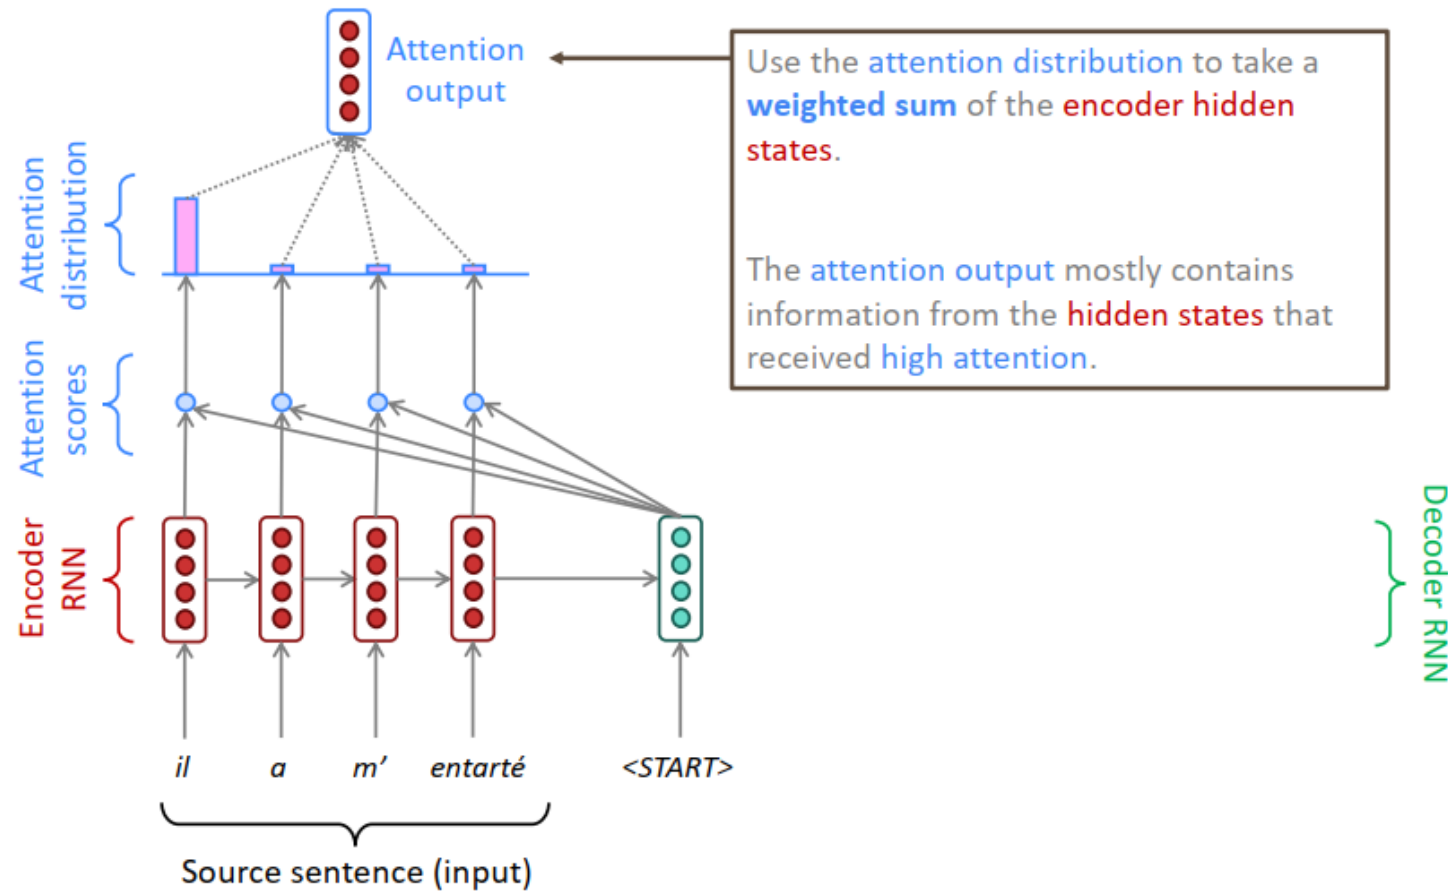 Attention
output
Use the attention distribution to take a
weighted sum of the encoder hidden
states.
The attention output mostly contains
information from the hidden states that
received high attention.
Attention
distribution
Attention
scores
Encoder
RNN
Decoder RNN
il a m’ entarté <START>
Source sentence (input)